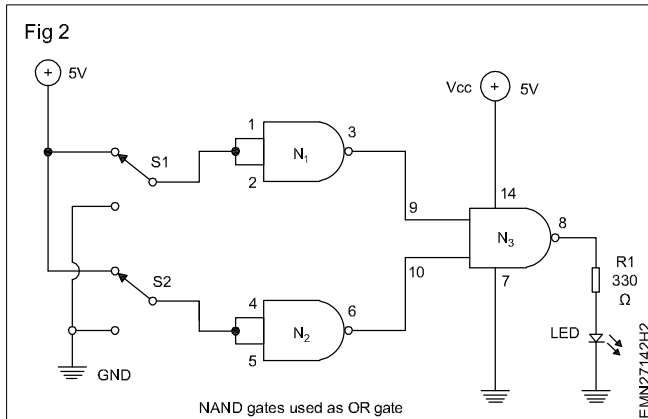 Fig 2
5V
Vcc
5V
S1
1
2
N1
3
9
14
N3
8
7
10
S2
4
5
N2
6
R1
330
Ω
LED
GND
NAND gates used as OR gate
EMN27142H2